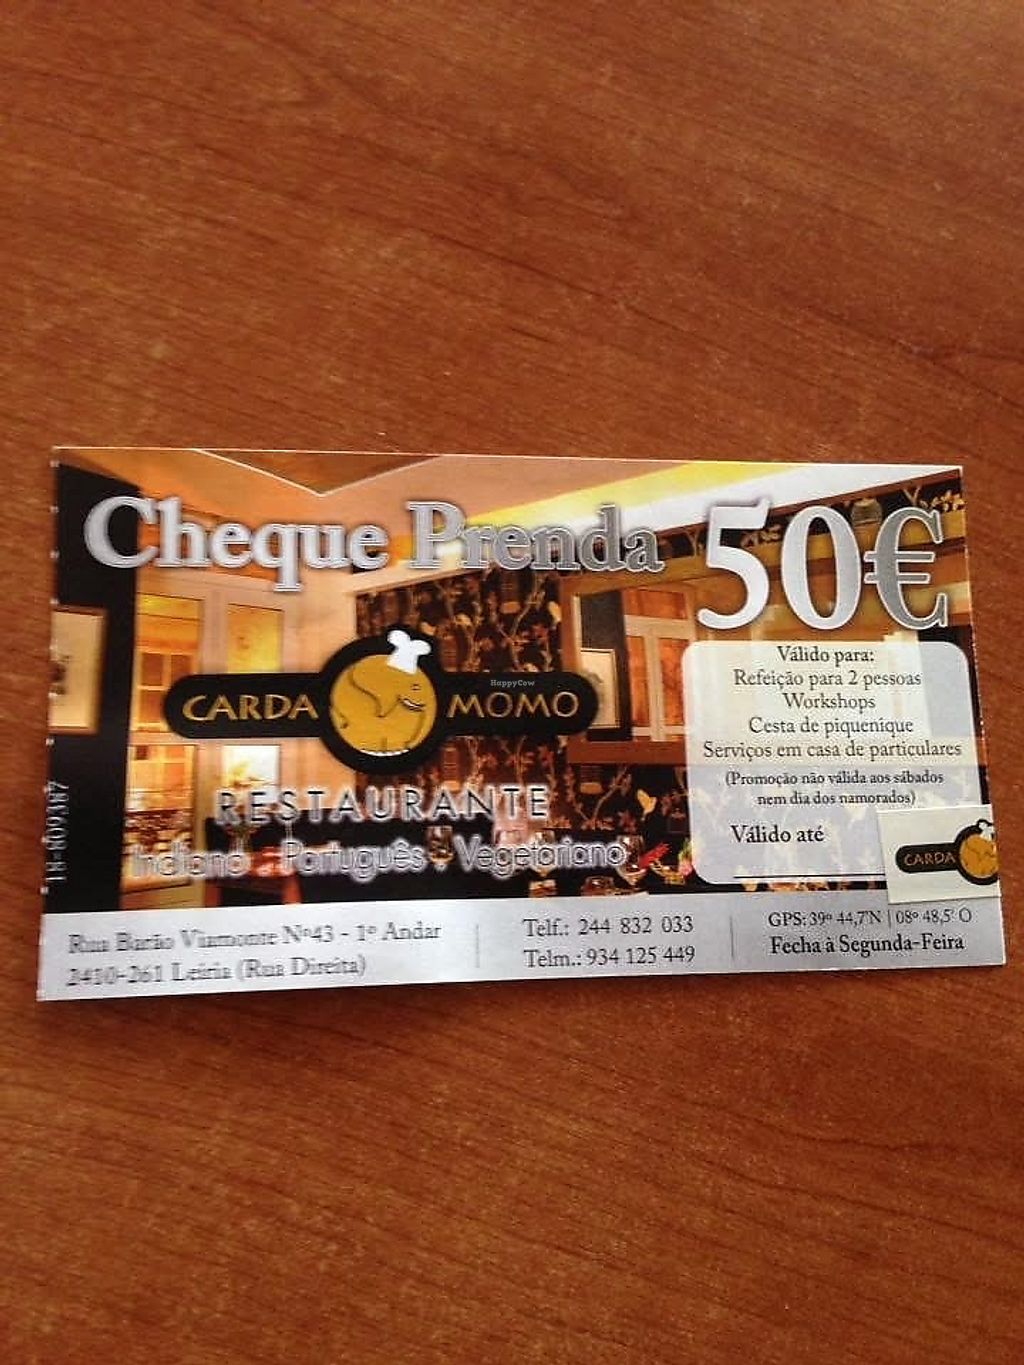 Cheque Prenda 50€
CARDA MOMO
HappyCow
RESTAURANTE
Indiano . Português . Vegetariano
Válido para:
Refeição para 2 pessoas
Workshops
Cesta de piquenique
Serviços em casa de particulares
(Promoção não válida aos sábados
nem dia dos namorados)
Válido até
CARDA
Rua Barão Viamonte Nº43 - 1º Andar
2410-261 Leiria (Rua Direita)
Telf.: 244 832 033
Telm.: 934 125 449
GPS: 39º 44,7'N | 08º 48,5' O
Fecha à Segunda-Feira